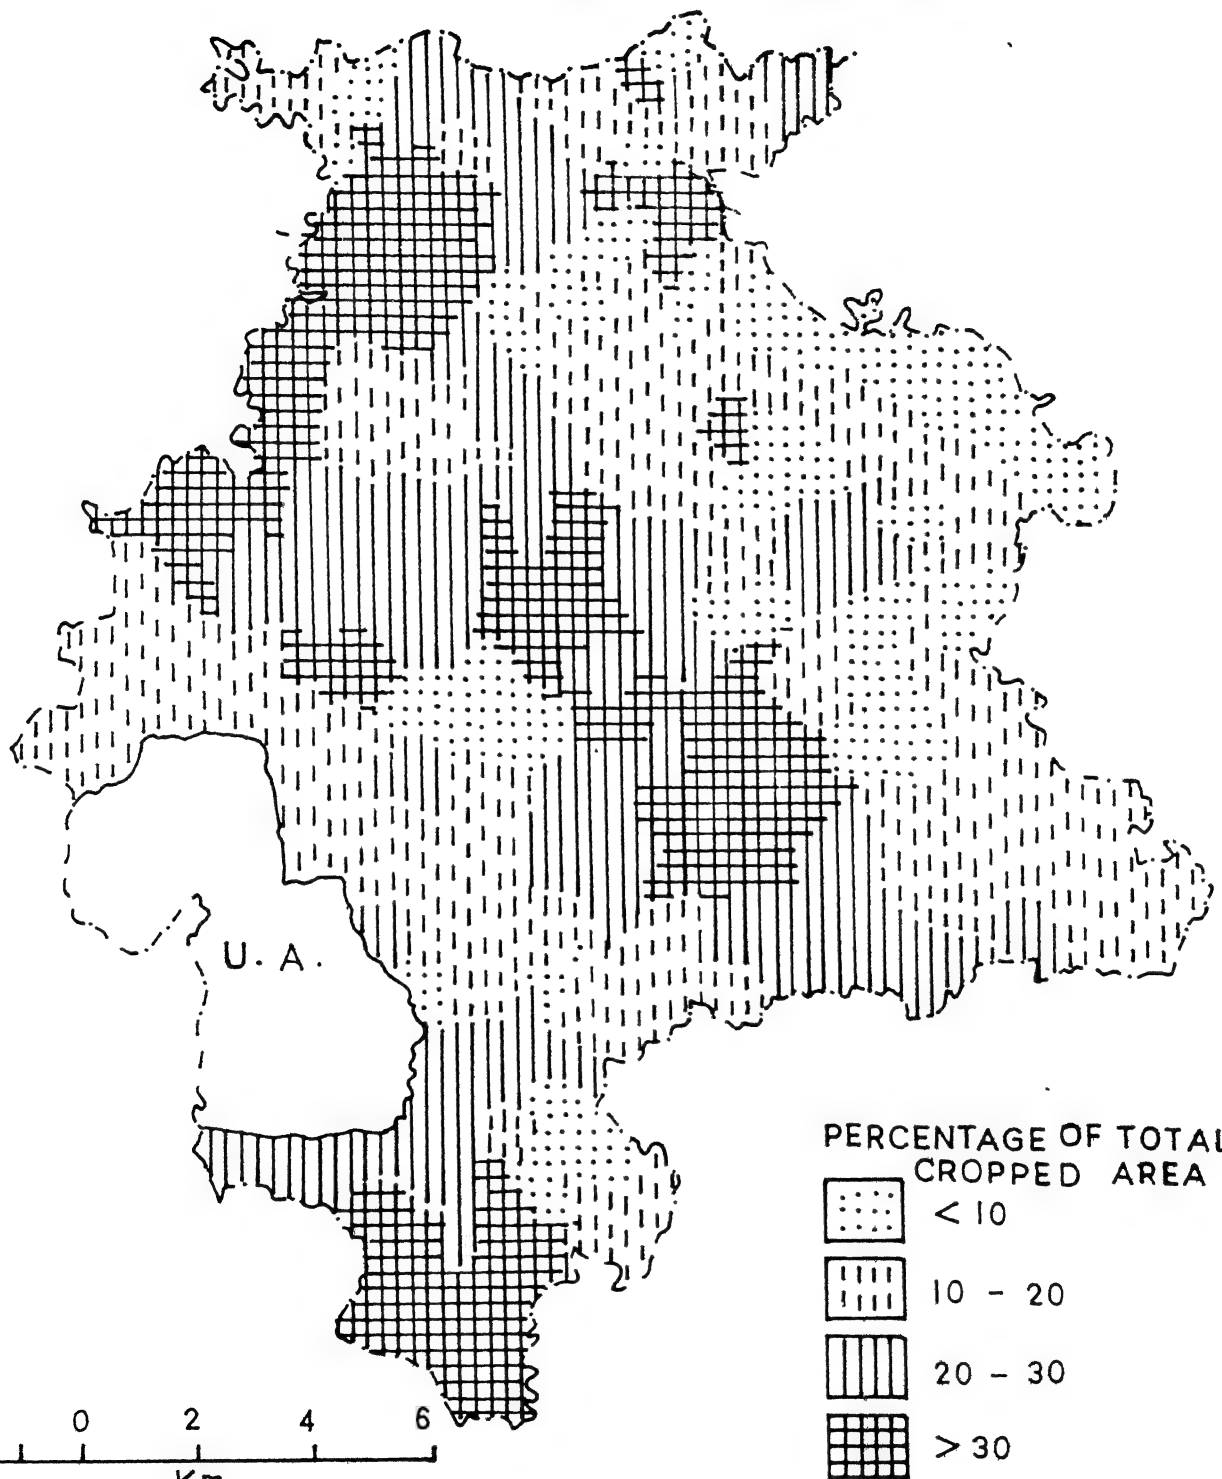 U. A.
PERCENTAGE OF TOTAL
CROPPED AREA
< 10
10 - 20
20 - 30
> 30
0 2 4 6
Km